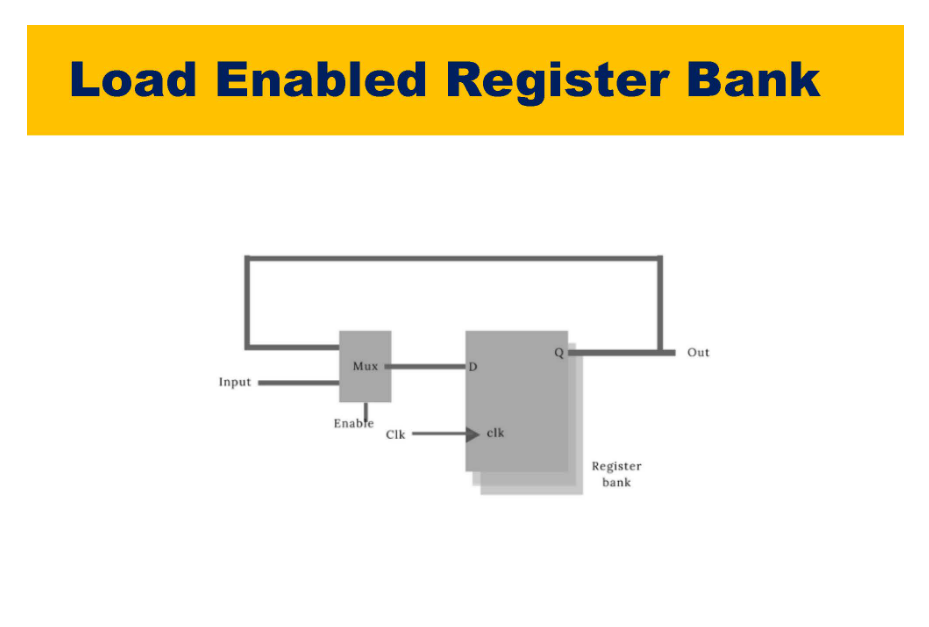 Load Enabled Register Bank
Mux
D
Q
Out
Input
Enable
Clk
clk
Register
bank